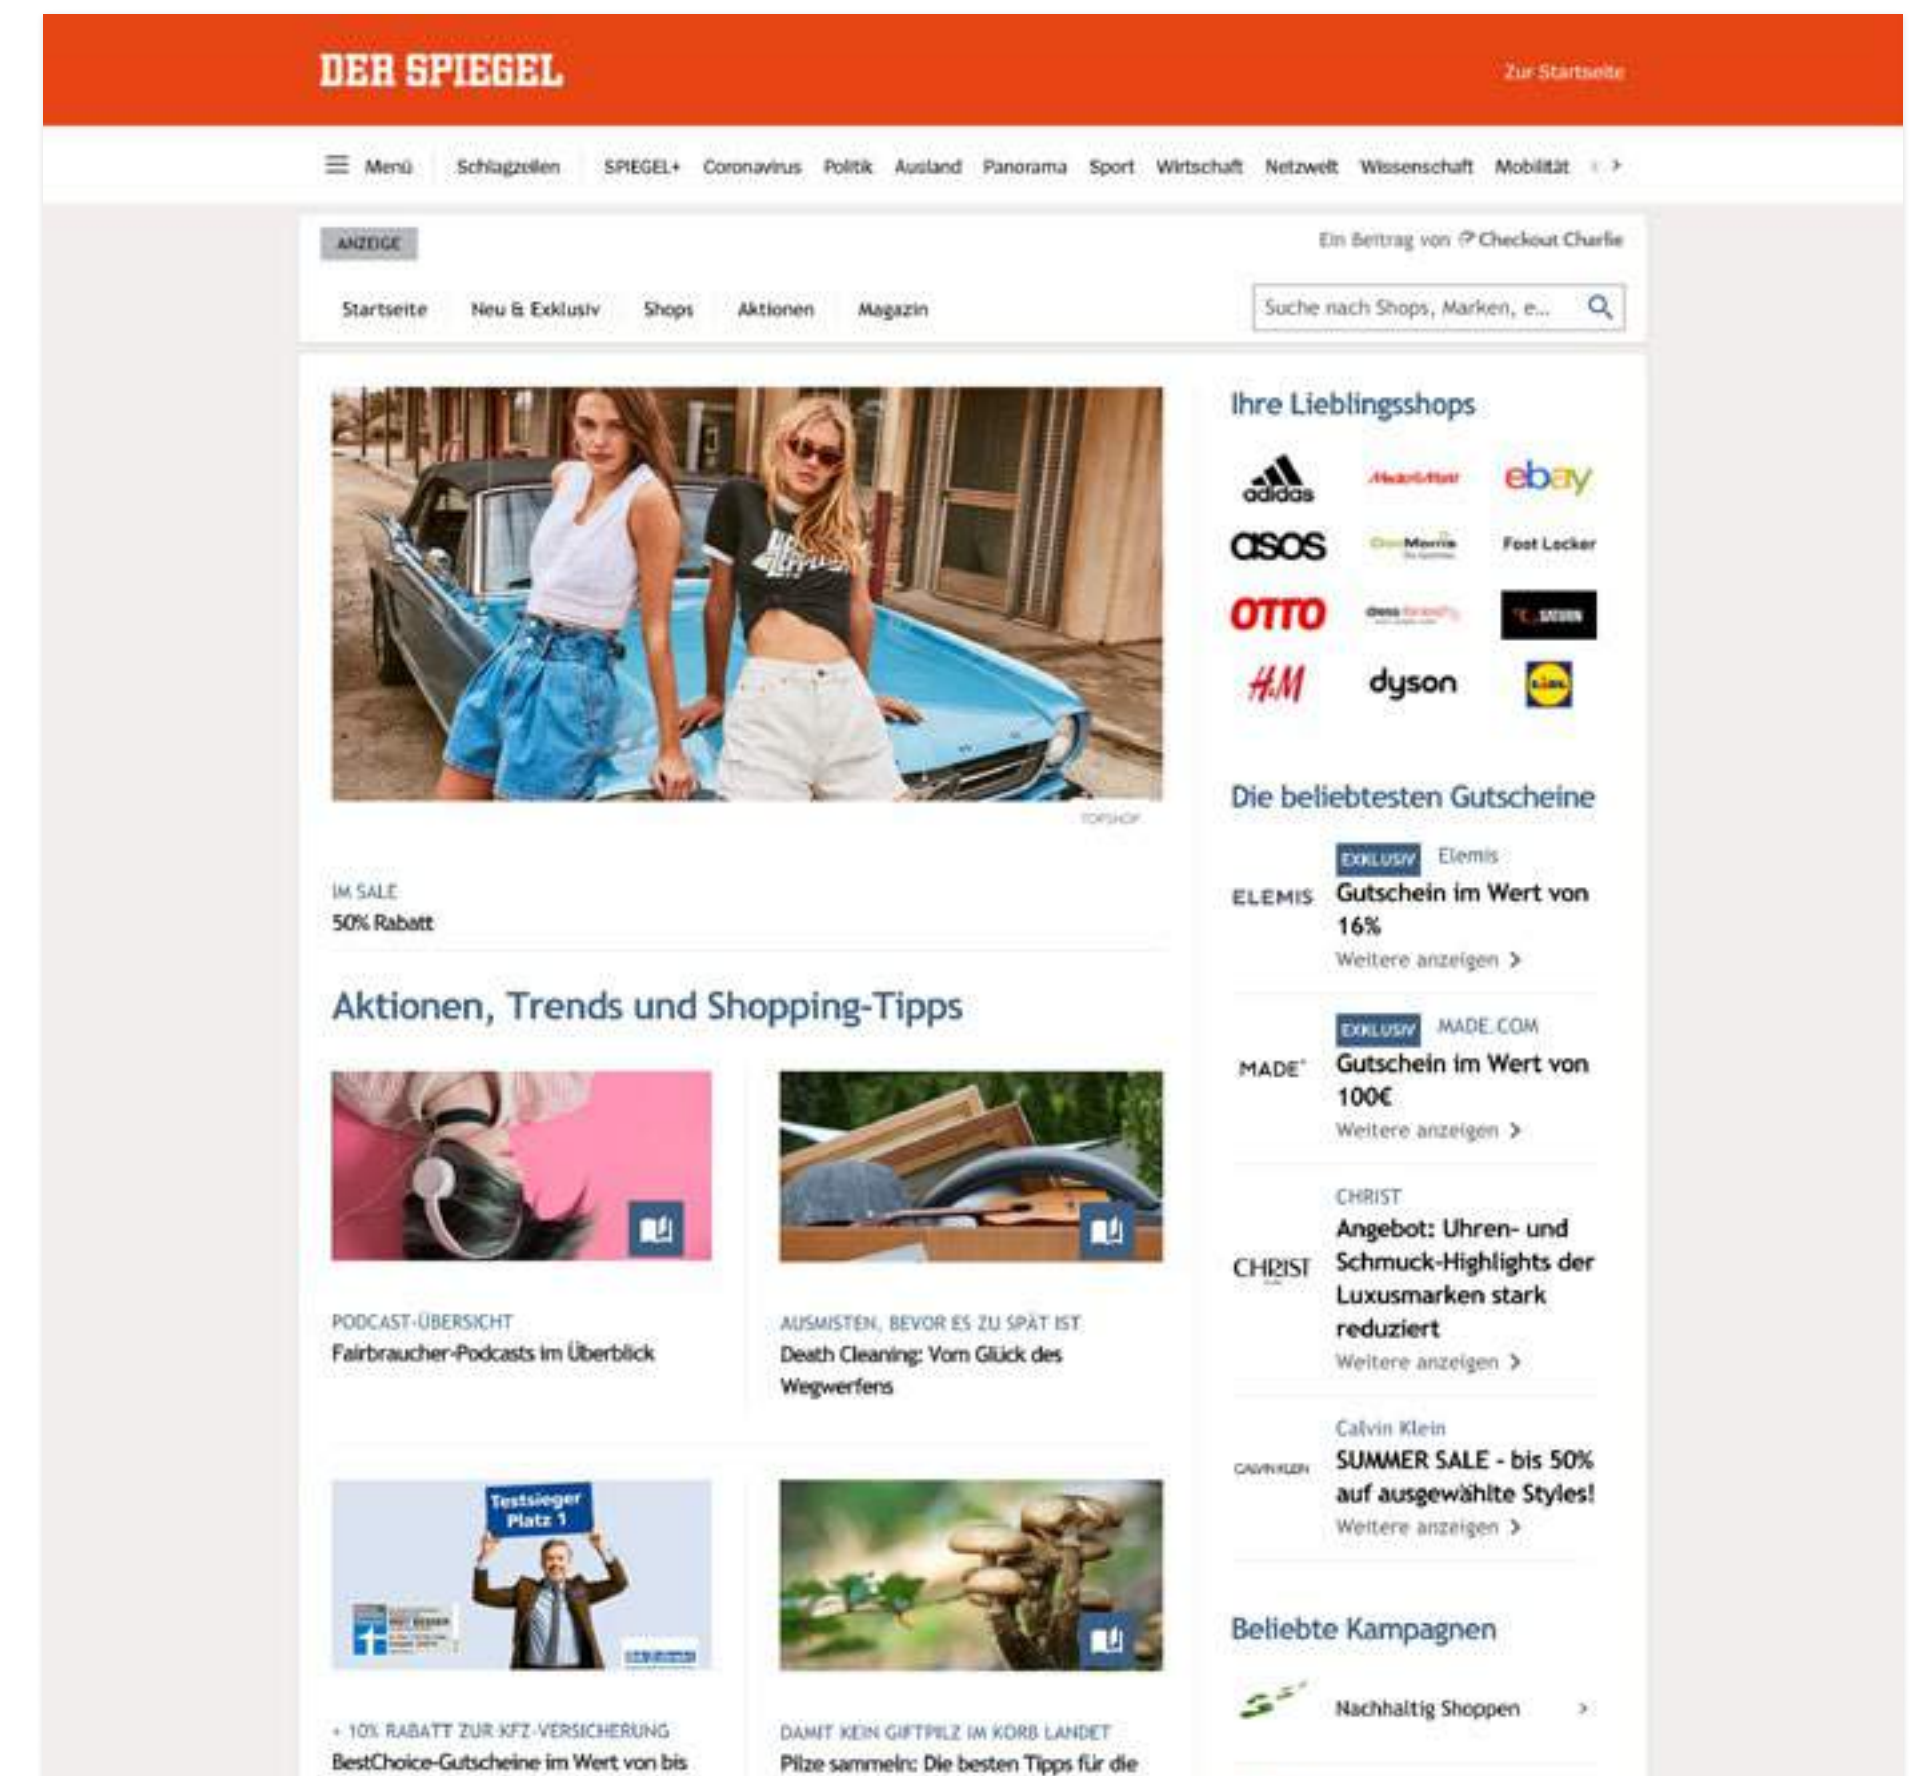 DER SPIEGEL
Zur Startseite
Menü Schlagzeilen SPIEGEL+ Coronavirus Politik Ausland Panorama Sport Wirtschaft Netzwelt Wissenschaft Mobilität
ANZEIGE
Ein Beitrag von Checkout Charlie
Startseite Neu & Exklusiv Shops Aktionen Magazin
Suche nach Shops, Marken, e...
TOPSHOP
IM SALE
50% Rabatt
Aktionen, Trends und Shopping-Tipps
PODCAST-ÜBERSICHT
Fairbraucher-Podcasts im Überblick
AUSMISTEN, BEVOR ES ZU SPÄT IST
Death Cleaning: Vom Glück des
Wegwerfens
Testsieger
Platz 1
+ 10% RABATT ZUR KFZ-VERSICHERUNG
BestChoice-Gutscheine im Wert von bis
DAMIT KEIN GIFTPILZ IM KORB LANDET
Pilze sammeln: Die besten Tipps für die
Ihre Lieblingsshops
adidas MediaMarkt ebay
asos Morris Foot Locker
OTTO dress SATURN
H&M dyson LIDL
Die beliebtesten Gutscheine
EXKLUSIV Elemis
ELEMIS
Gutschein im Wert von
16%
Weitere anzeigen
EXKLUSIV MADE.COM
MADE
Gutschein im Wert von
100€
Weitere anzeigen
CHRIST
CHRIST
Angebot: Uhren- und
Schmuck-Highlights der
Luxusmarken stark
reduziert
Weitere anzeigen
Calvin Klein
CALVIN KLEIN
SUMMER SALE - bis 50%
auf ausgewählte Styles!
Weitere anzeigen
Beliebte Kampagnen
Nachhaltig Shoppen